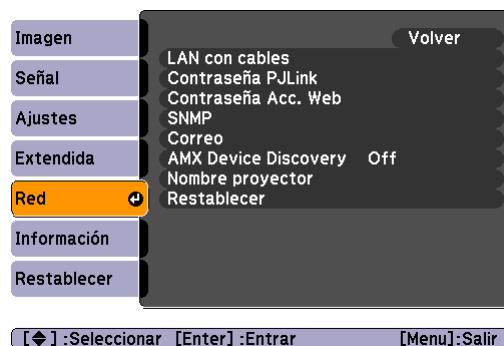 Imagen
Señal
Ajustes
Extendida
Red
Información
Restablecer
Volver
LAN con cables
Contraseña PJLink
Contraseña Acc. Web
SNMP
Correo
AMX Device Discovery Off
Nombre proyector
Restablecer
[◆] :Seleccionar [Enter] :Entrar [Menu]:Salir